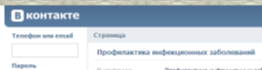 В контакте
Телефон или email
Страница
Профилактика инфекционных заболеваний
Пароль